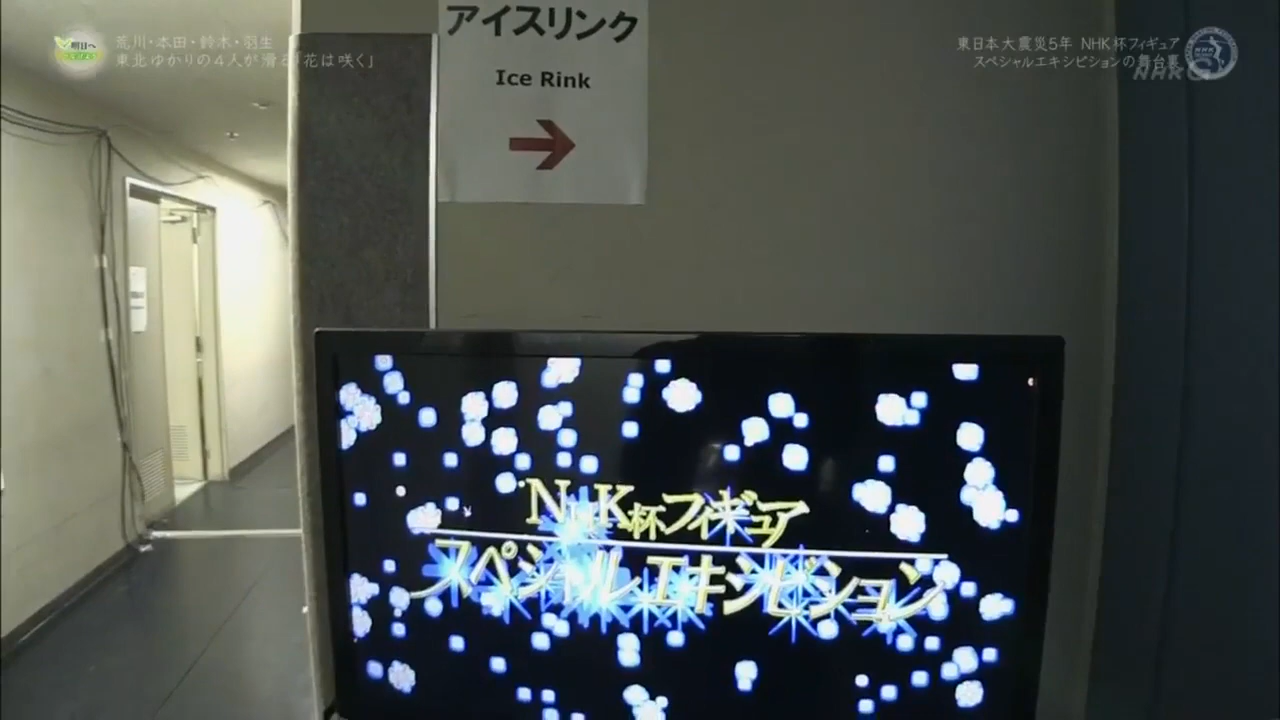 明日へ
荒川・本田・鈴木・羽生
東北ゆかりの4人が滑る「花は咲く」
東日本大震災5年 NHK杯フィギュア
スペシャルエキシビションの舞台裏
NHK G
アイスリンク
Ice Rink
NHK杯フィギュア
スペシャルエキシビション